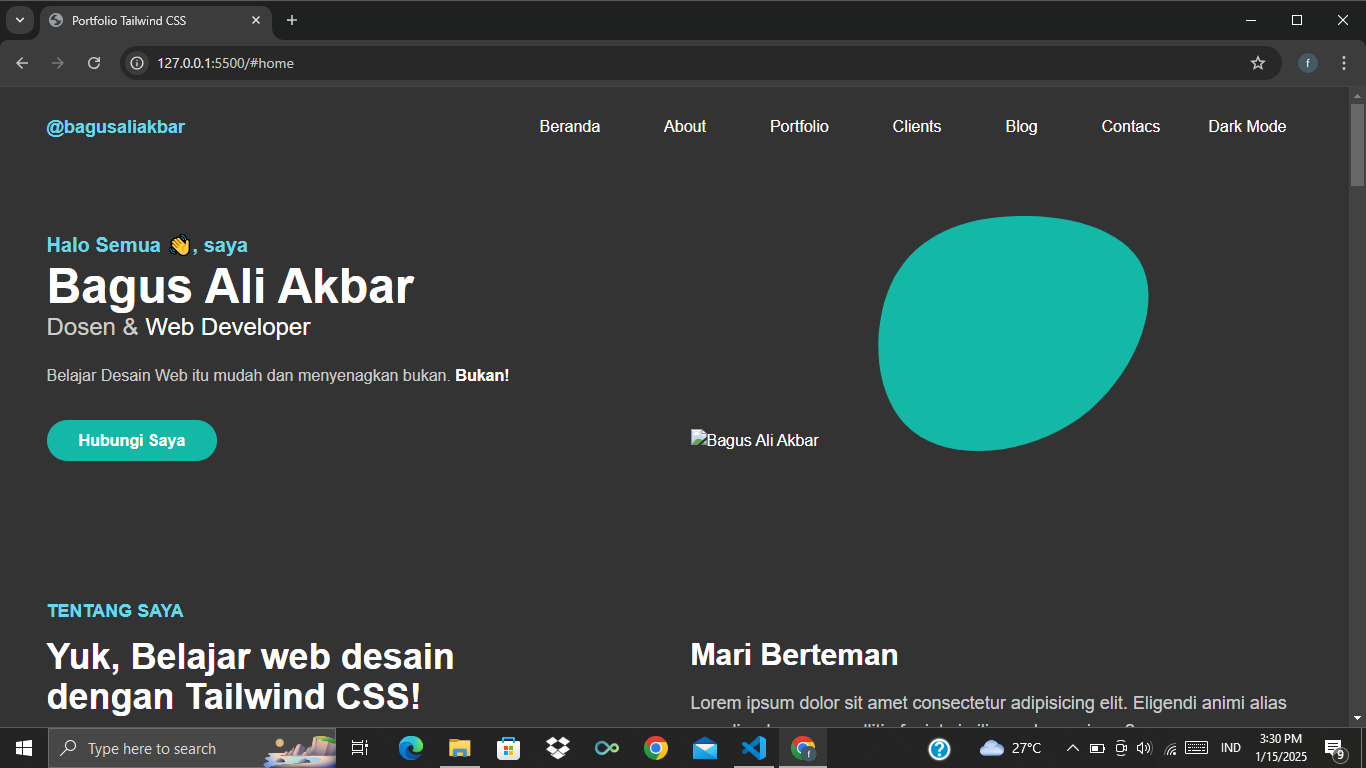 Portfolio Tailwind CSS
127.0.0.1:5500/#home
f
@bagusaliakbar
Beranda
About
Portfolio
Clients
Blog
Contacs
Dark Mode
Halo Semua 👋, saya
Bagus Ali Akbar
Dosen & Web Developer
Belajar Desain Web itu mudah dan menyenagkan bukan. Bukan!
Hubungi Saya
Bagus Ali Akbar
TENTANG SAYA
Yuk, Belajar web desain
dengan Tailwind CSS!
Mari Berteman
Lorem ipsum dolor sit amet consectetur adipisicing elit. Eligendi animi alias
Type here to search
27°C
IND
3:30 PM
1/15/2025
9